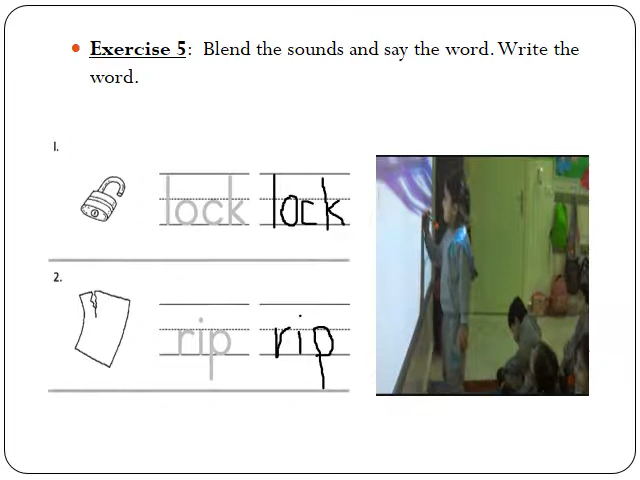 Exercise 5: Blend the sounds and say the word. Write the
word.
1.
lock lock
2.
rip rip